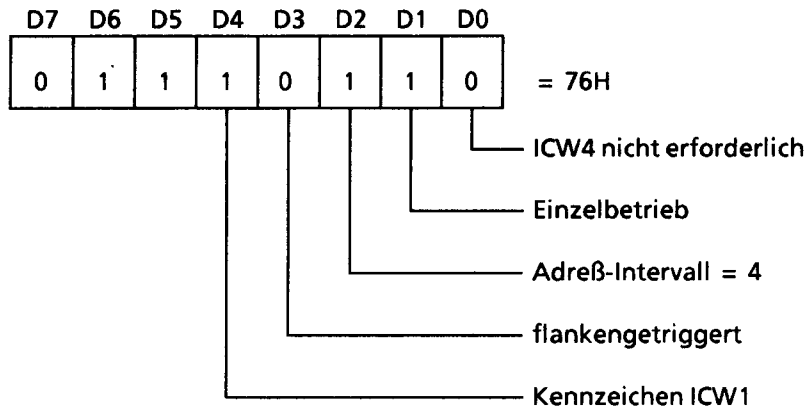 D7 D6 D5 D4 D3 D2 D1 D0
0 1 1 1 0 1 1 0 = 76H
ICW4 nicht erforderlich
Einzelbetrieb
Adreß-Intervall = 4
flankengetriggert
Kennzeichen ICW1